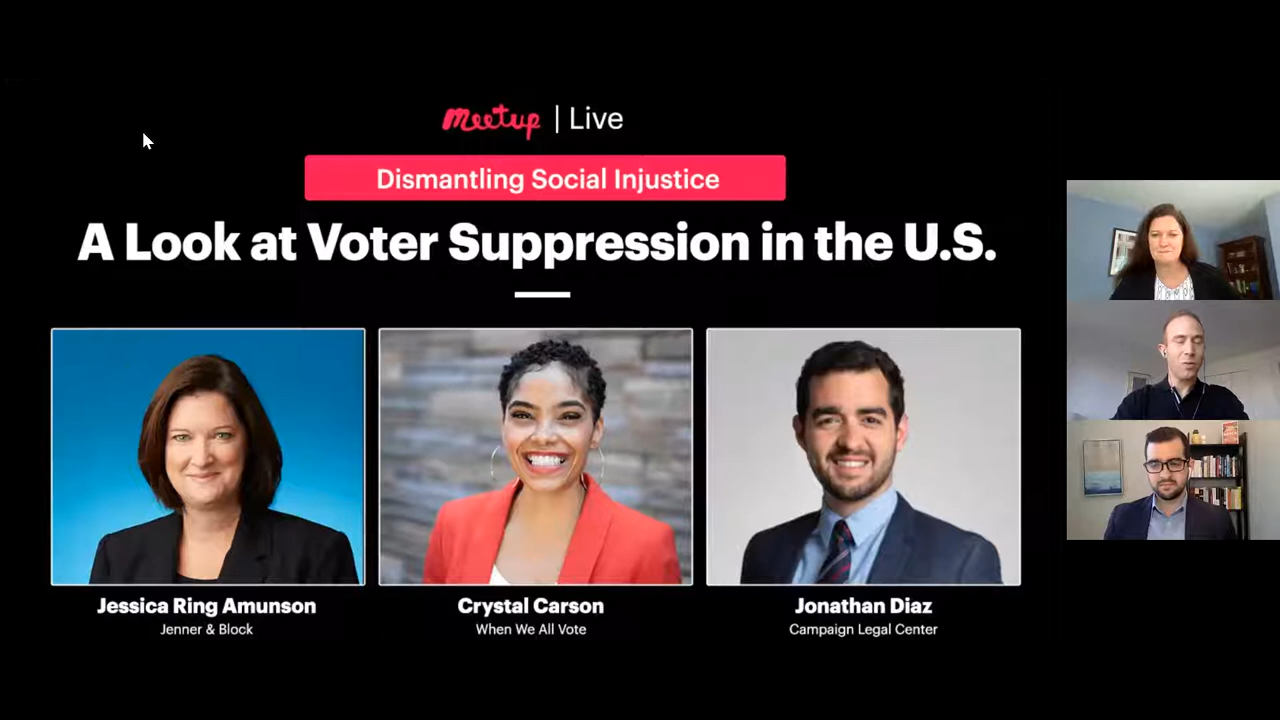 meetup | Live
Dismantling Social Injustice
A Look at Voter Suppression in the U.S.
Jessica Ring Amunson
Jenner & Block
Crystal Carson
When We All Vote
Jonathan Diaz
Campaign Legal Center